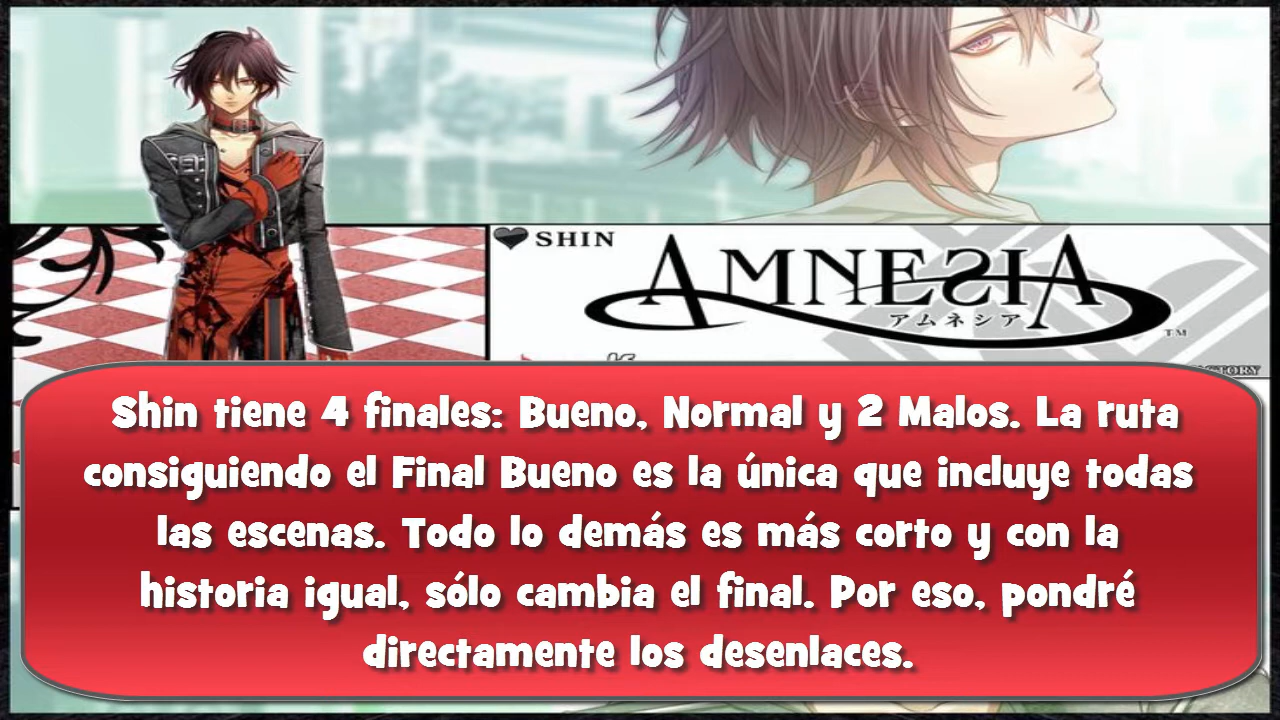 SHIN
AMNESIA
アムネシア
TM
Shin tiene 4 finales: Bueno, Normal y 2 Malos. La ruta
consiguiendo el Final Bueno es la única que incluye todas
las escenas. Todo lo demás es más corto y con la
historia igual, sólo cambia el final. Por eso, pondré
directamente los desenlaces.